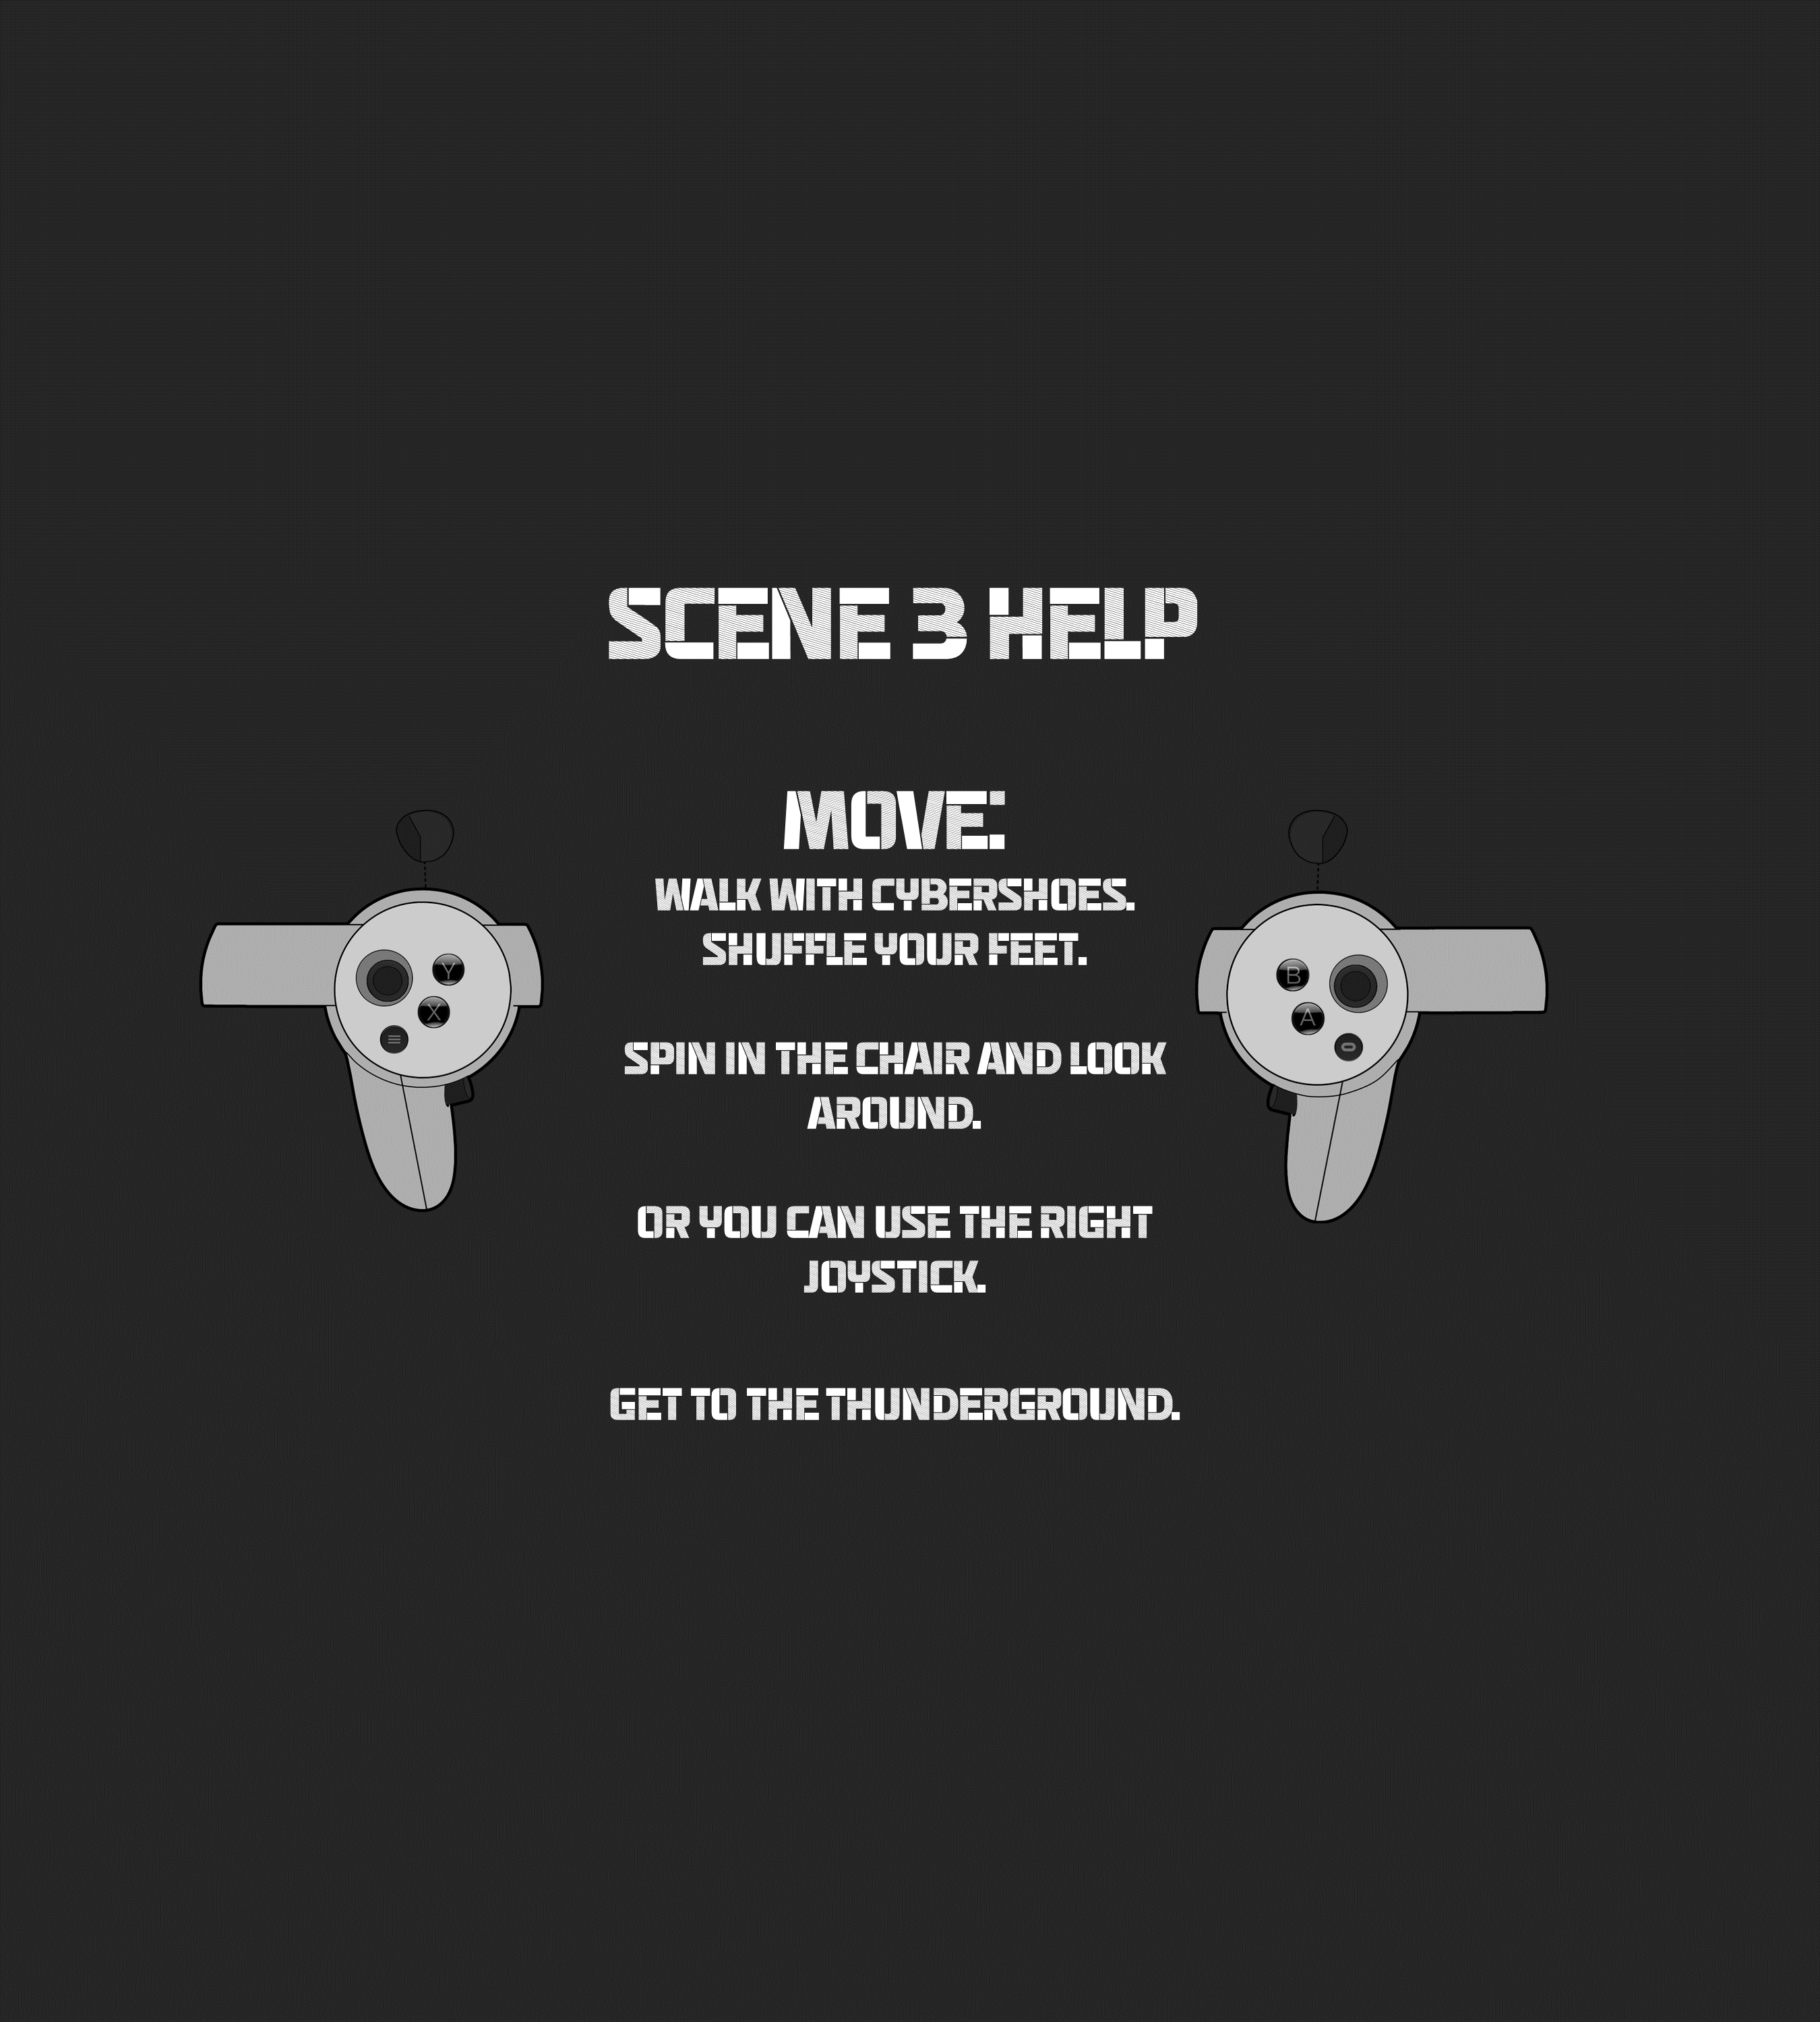 SCENE 3 HELP
MOVE:
WALK WITH CYBERSHOES.
SHUFFLE YOUR FEET.
SPIN IN THE CHAIR AND LOOK
AROUND.
OR YOU CAN USE THE RIGHT
JOYSTICK.
GET TO THE THUNDERGROUND.
Y
X
B
A